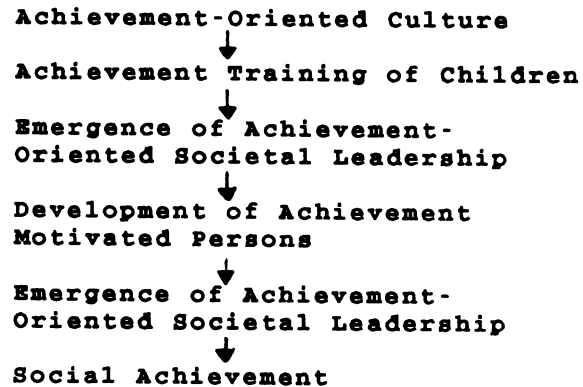 Achievement-Oriented Culture
Achievement Training of Children
Emergence of Achievement-
Oriented Societal Leadership
Development of Achievement
Motivated Persons
Emergence of Achievement-
Oriented Societal Leadership
Social Achievement